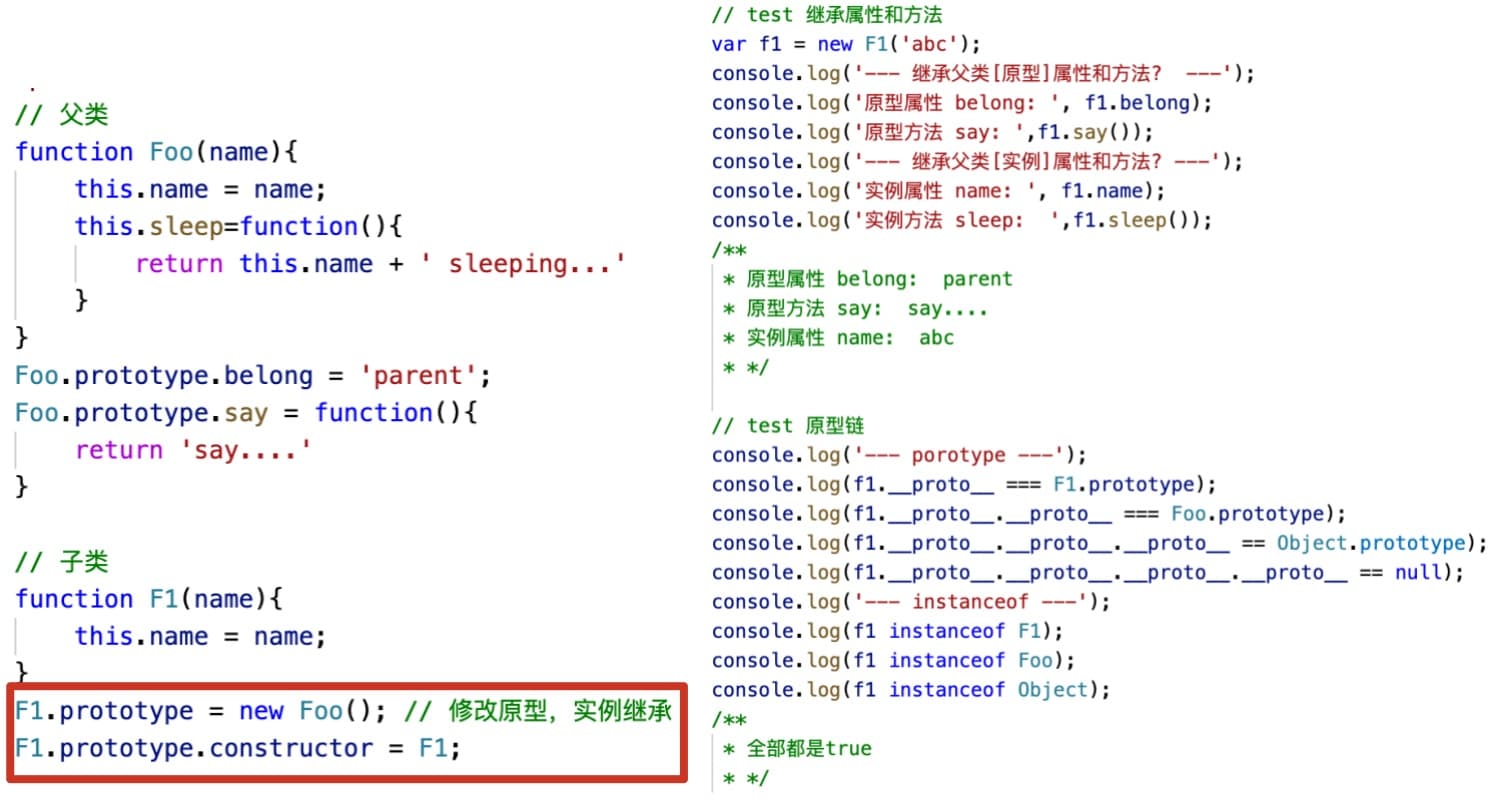 // 父类
function Foo(name){
    this.name = name;
    this.sleep=function(){
        return this.name + ' sleeping...'
    }
}
Foo.prototype.belong = 'parent';
Foo.prototype.say = function(){
    return 'say....'
}
// 子类
function F1(name){
    this.name = name;
}
F1.prototype = new Foo(); // 修改原型，实例继承
F1.prototype.constructor = F1;
// test 继承属性和方法
var f1 = new F1('abc');
console.log('--- 继承父类[原型]属性和方法?  ---');
console.log('原型属性 belong: ', f1.belong);
console.log('原型方法 say: ',f1.say());
console.log('--- 继承父类[实例]属性和方法? ---');
console.log('实例属性 name: ', f1.name);
console.log('实例方法 sleep:  ',f1.sleep());
/**
 * 原型属性 belong:  parent
 * 原型方法 say:  say....
 * 实例属性 name:  abc
 * */
// test 原型链
console.log('--- porotype ---');
console.log(f1.__proto__ === F1.prototype);
console.log(f1.__proto__.__proto__ === Foo.prototype);
console.log(f1.__proto__.__proto__.__proto__ == Object.prototype);
console.log(f1.__proto__.__proto__.__proto__.__proto__ == null);
console.log('--- instanceof ---');
console.log(f1 instanceof F1);
console.log(f1 instanceof Foo);
console.log(f1 instanceof Object);
/**
 * 全部都是true
 * */